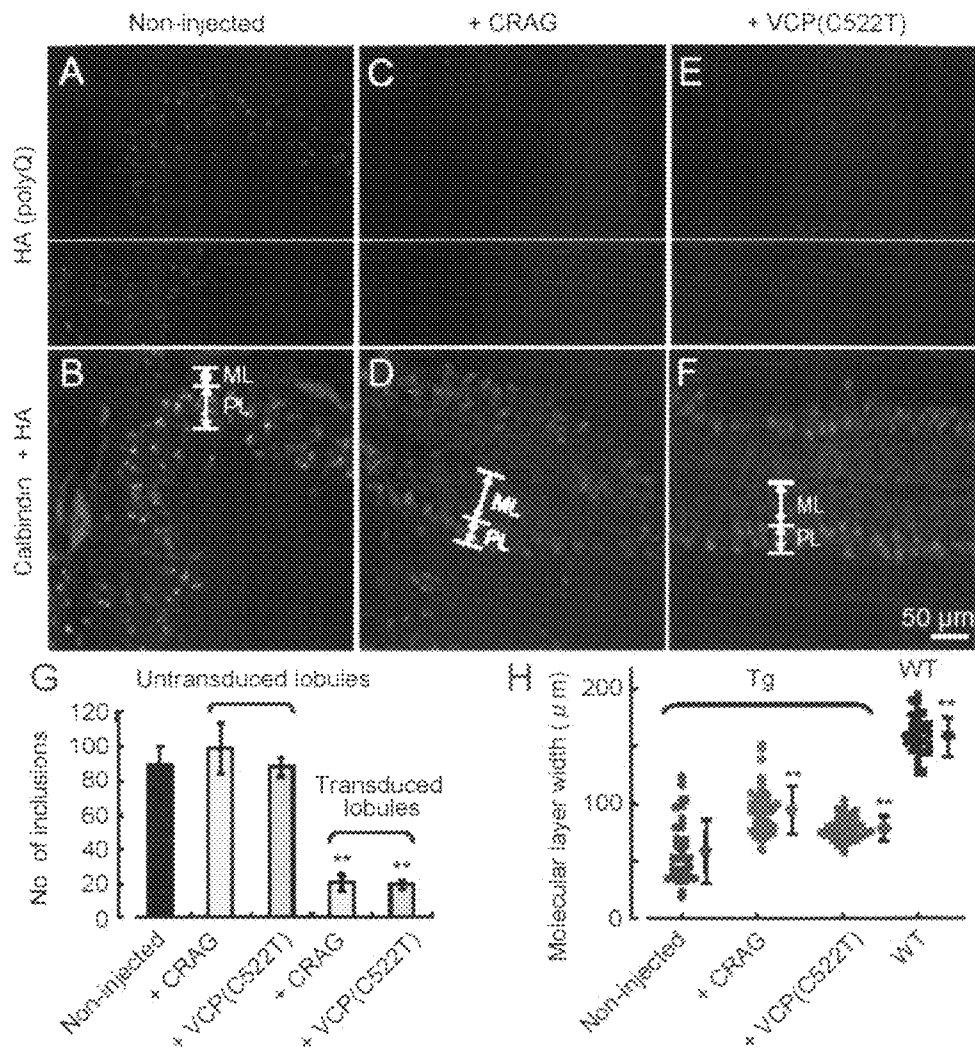 Non-injected
+ CRAG
+ VCP(C522T)
A
C
E
HA (polyQ)
B
D
F
Calbindin + HA
ML
PL
ML
PL
ML
PL
50 µm
G
Untransduced lobules
Transduced lobules
No of inclusions
120
100
80
60
40
20
0
**
**
Non-injected
+ CRAG
+ VCP(C522T)
+ CRAG
+ VCP(C522T)
H
Tg
WT
Molecular layer width ( µm)
200
100
0
**
**
**
Non-injected
+ CRAG
+ VCP(C522T)
WT